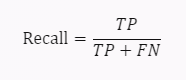 Recall = TP / TP + FN